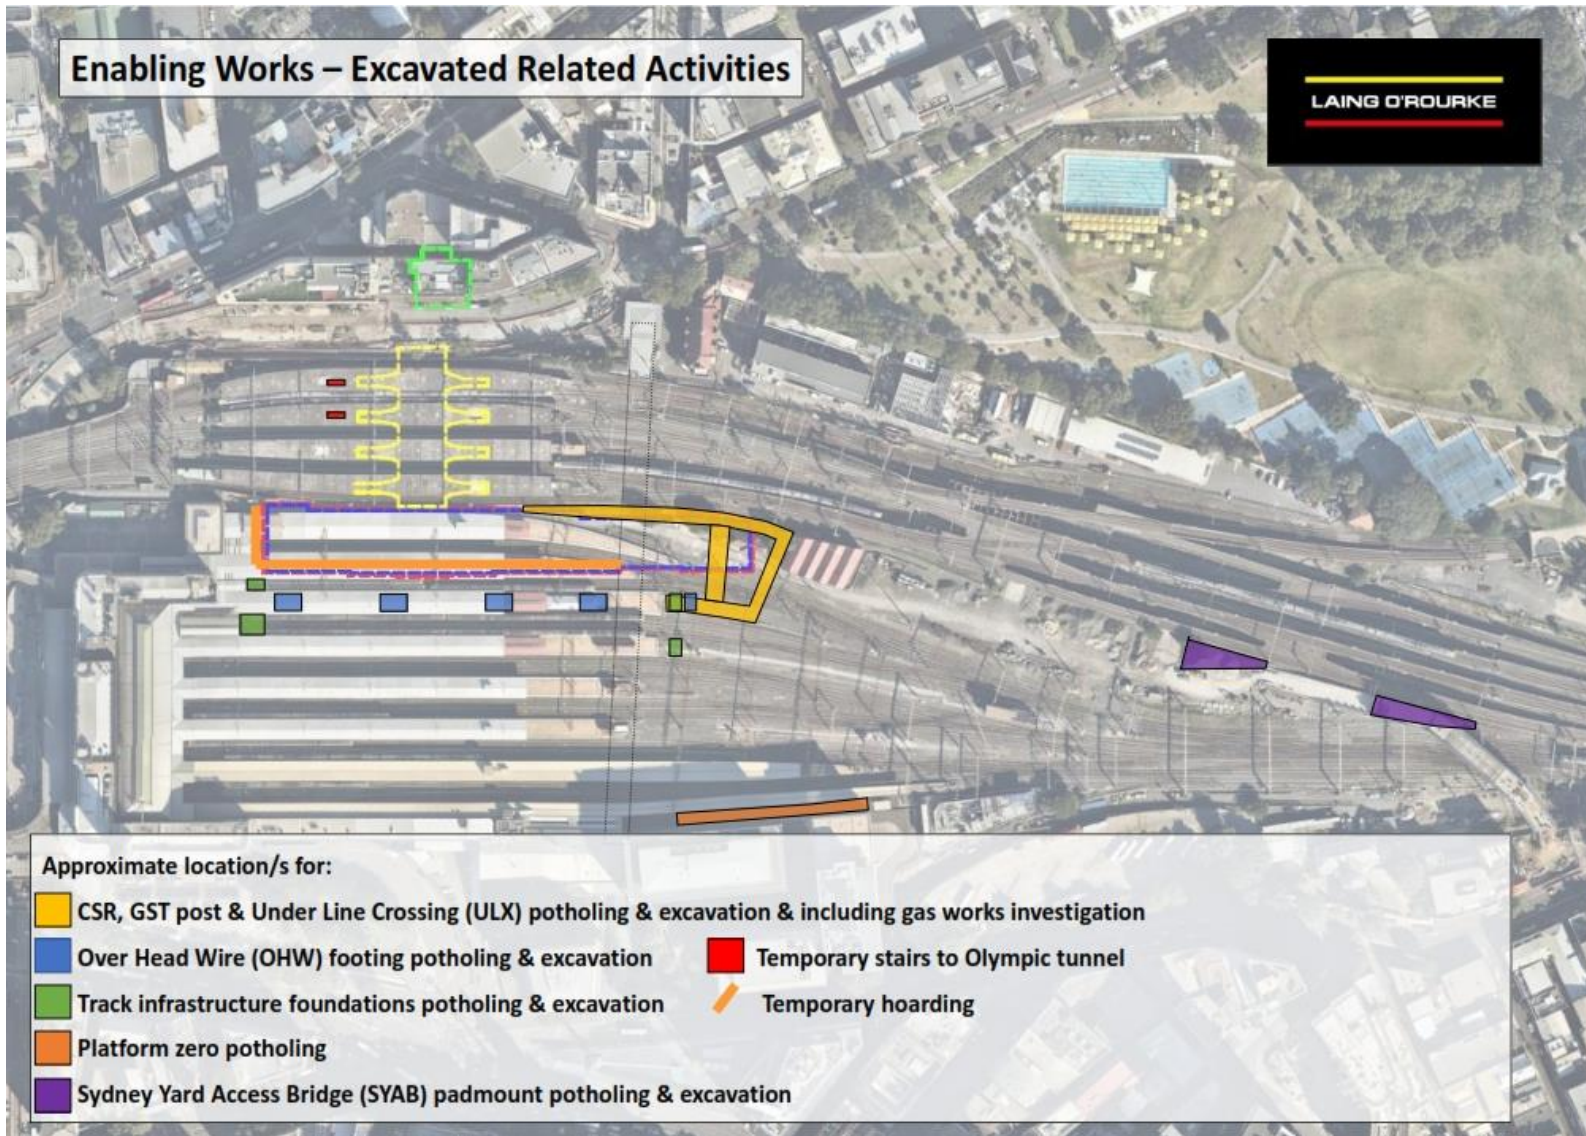 Enabling Works – Excavated Related Activities
LAING O'ROURKE
Approximate location/s for:
CSR, GST post & Under Line Crossing (ULX) potholing & excavation & including gas works investigation
Over Head Wire (OHW) footing potholing & excavation
Temporary stairs to Olympic tunnel
Track infrastructure foundations potholing & excavation
Temporary hoarding
Platform zero potholing
Sydney Yard Access Bridge (SYAB) padmount potholing & excavation